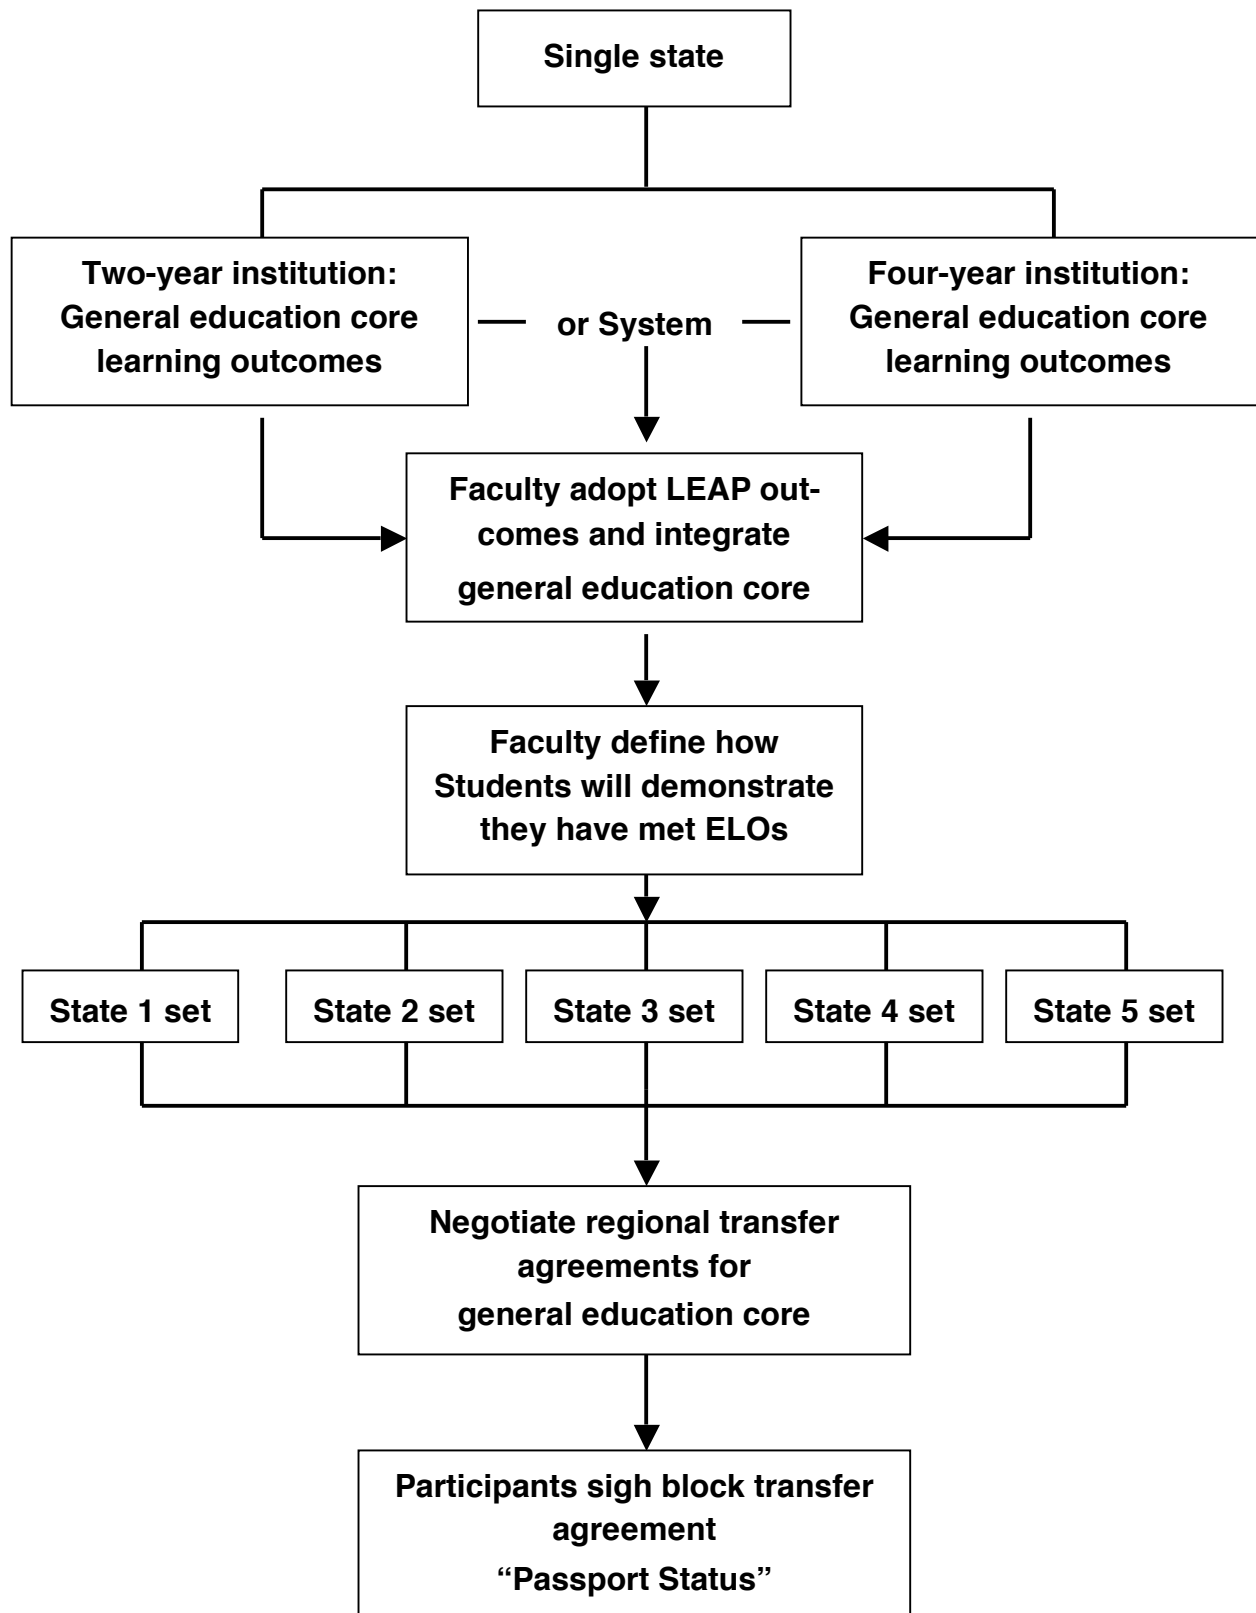 Single state
Two-year institution:
General education core
learning outcomes
or System
Four-year institution:
General education core
learning outcomes
Faculty adopt LEAP out-
comes and integrate
general education core
Faculty define how
Students will demonstrate
they have met ELOs
State 1 set
State 2 set
State 3 set
State 4 set
State 5 set
Negotiate regional transfer
agreements for
general education core
Participants sigh block transfer
agreement
“Passport Status”